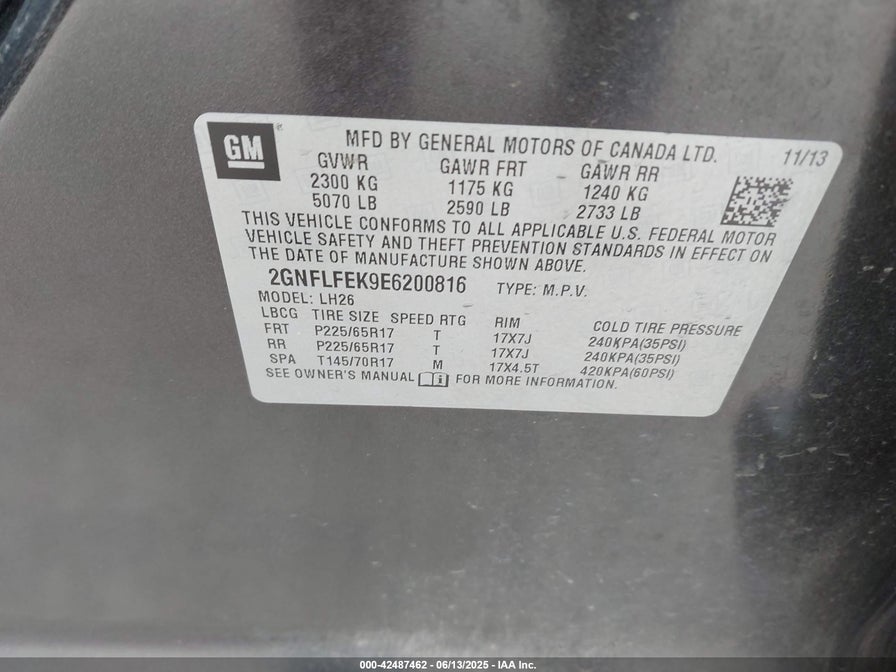 GM
MFD BY GENERAL MOTORS OF CANADA LTD. 11/13
GVWR GAWR FRT GAWR RR
2300 KG 1175 KG 1240 KG
5070 LB 2590 LB 2733 LB
THIS VEHICLE CONFORMS TO ALL APPLICABLE U.S. FEDERAL MOTOR
VEHICLE SAFETY AND THEFT PREVENTION STANDARDS IN EFFECT ON
THE DATE OF MANUFACTURE SHOWN ABOVE.
2GNFLFEK9E6200816 TYPE: M.P.V.
MODEL: LH26
LBCG TIRE SIZE SPEED RTG RIM COLD TIRE PRESSURE
FRT P225/65R17 T 17X7J 240KPA(35PSI)
RR P225/65R17 T 17X7J 240KPA(35PSI)
SPA T145/70R17 M 17X4.5T 420KPA(60PSI)
SEE OWNER'S MANUAL FOR MORE INFORMATION.
000-42487462 - 06/13/2025 - IAA Inc.